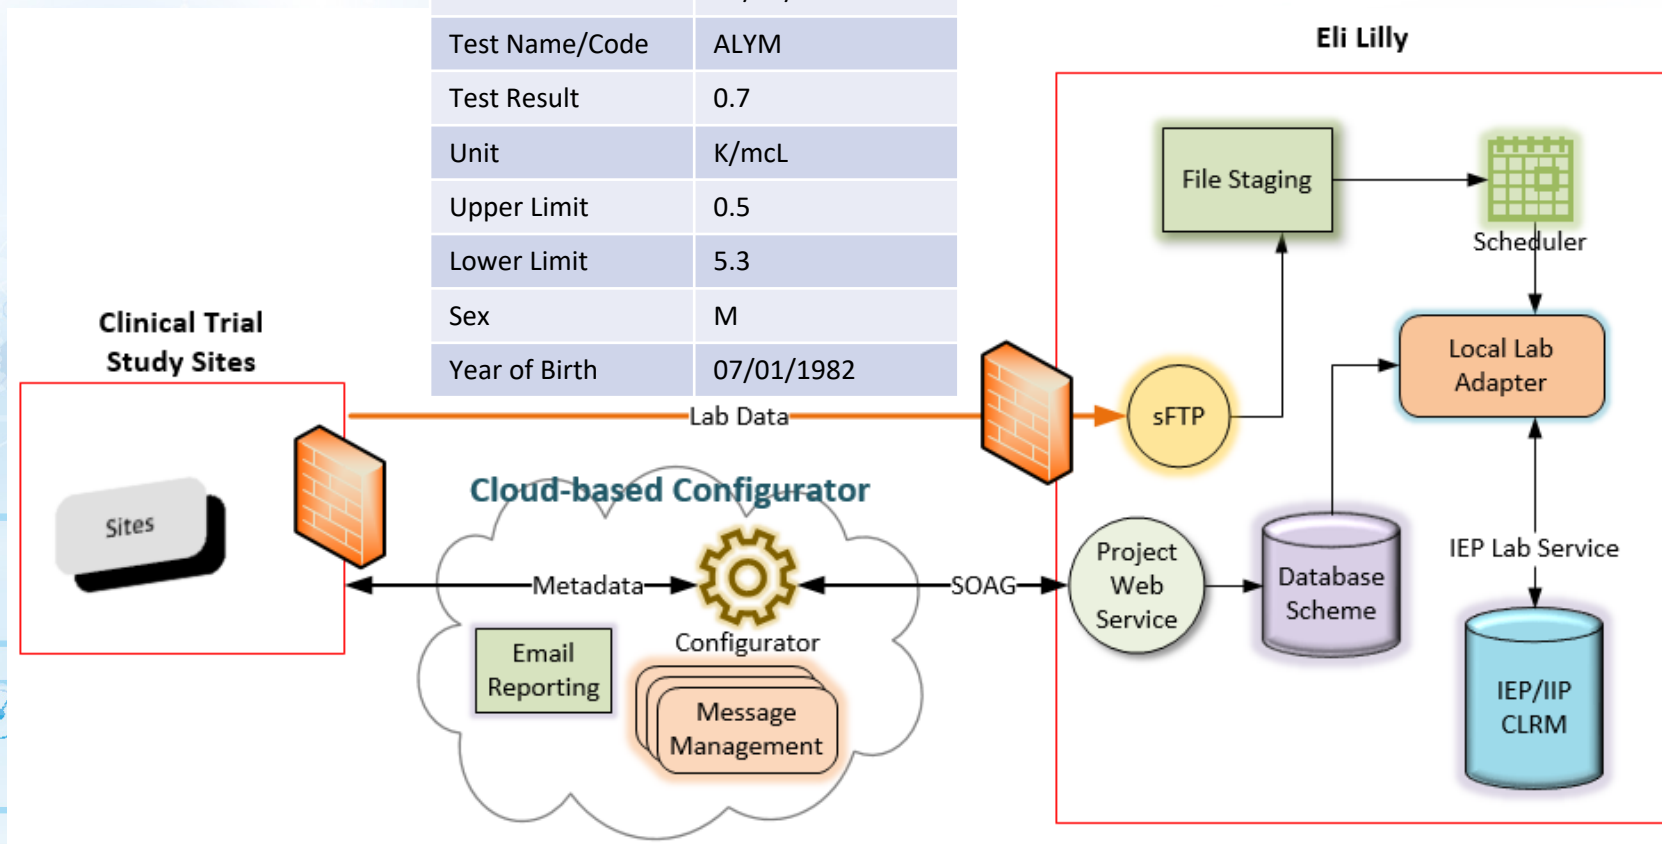 Test Name/Code ALYM
Test Result 0.7
Unit K/mcL
Upper Limit 0.5
Lower Limit 5.3
Sex M
Year of Birth 07/01/1982
Eli Lilly
File Staging
Scheduler
Clinical Trial
Study Sites
Local Lab
Adapter
Lab Data
sFTP
Sites
Cloud-based Configurator
Metadata
SOAG
Project
Web
Service
Database
Scheme
IEP Lab Service
Configurator
Email
Reporting
Message
Management
IEP/IIP
CLRM